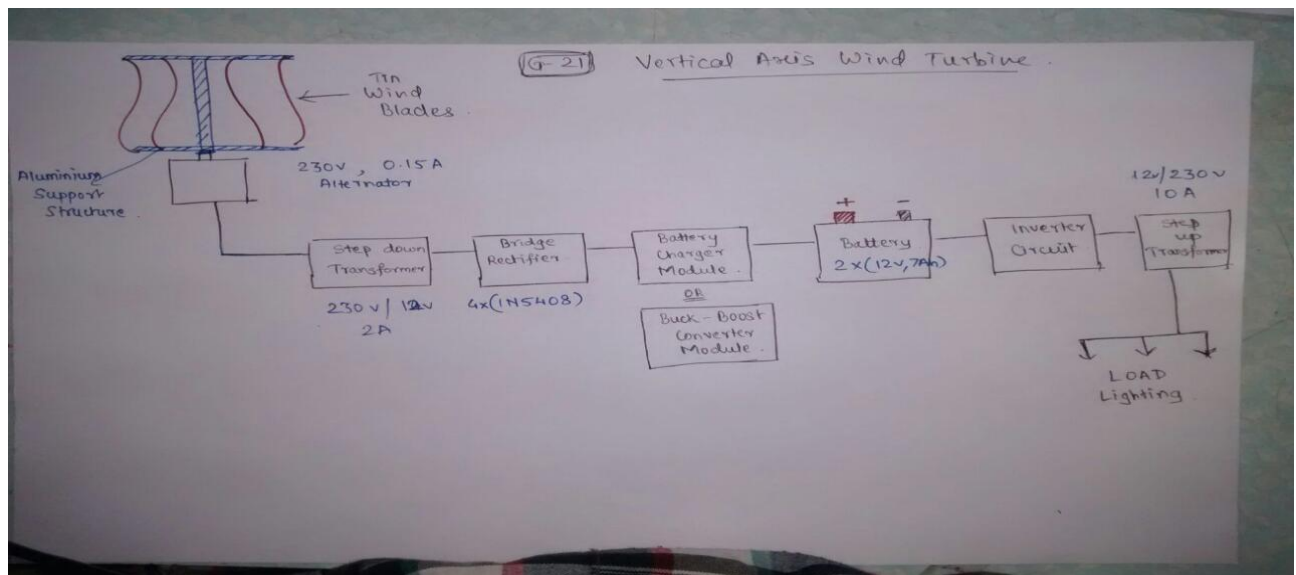 G-21 Vertical Axis Wind Turbine.
Tin
Wind
Blades
Aluminium
Support
Structure.
230V, 0.15A
Alternator
Step down
Transformer
230V/12V
2A
Bridge
Rectifier
4x(1N5408)
Battery
Charger
Module.
OR
Buck-Boost
Converter
Module.
+ -
Battery
2x(12V,7Ah)
Inverter
Circuit
12V/230V
10A
Step
up
Transformer
LOAD
Lighting